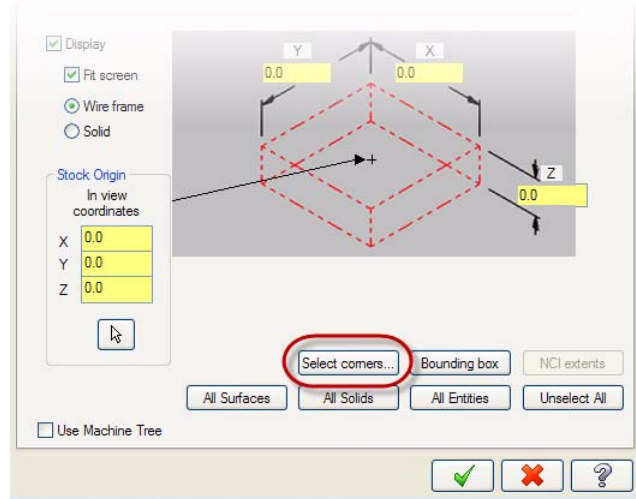 Display
Fit screen
Wire frame
Solid
Y
X
0.0
0.0
Z
0.0
Stock Origin
In view
coordinates
X 0.0
Y 0.0
Z 0.0
Select corners... Bounding box NCI extents
All Surfaces All Solids All Entities Unselect All
Use Machine Tree